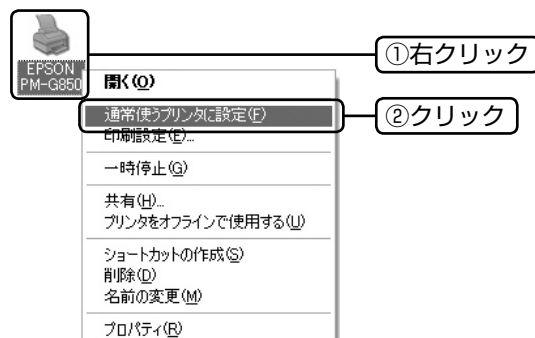 ①右クリック
EPSON
PM-G850
開く(O)
通常使うプリンタに設定(F)
②クリック
印刷設定(E)...
一時停止(G)
共有(H)...
プリンタをオフラインで使用する(U)
ショートカットの作成(S)
削除(D)
名前の変更(M)
プロパティ(R)